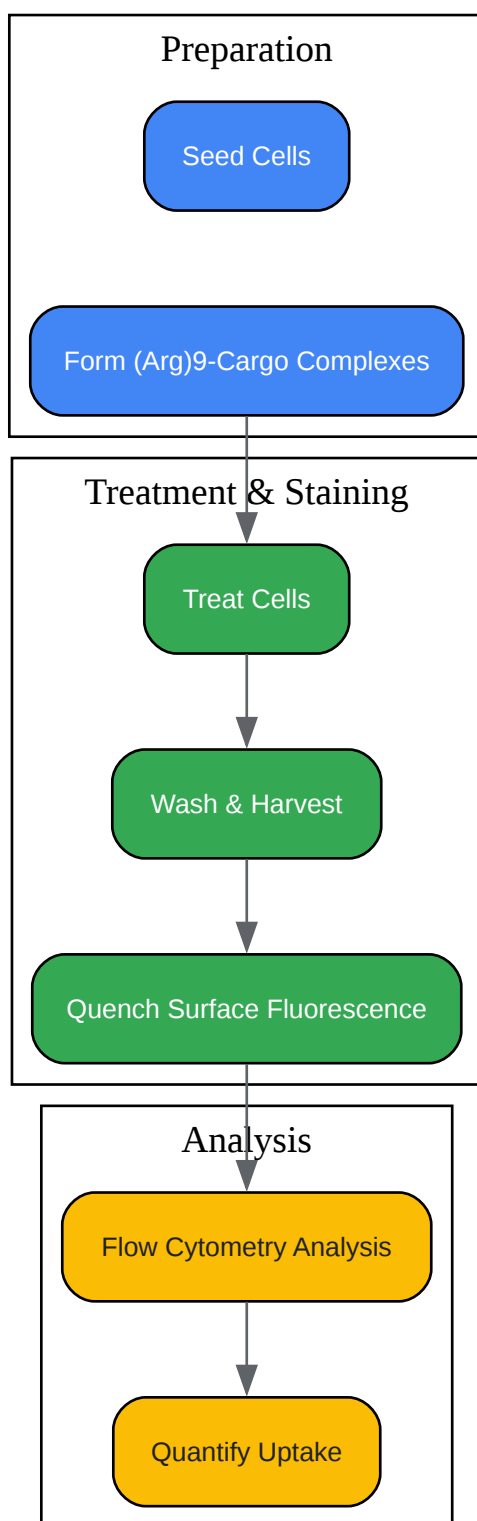 Preparation
Seed Cells
Form (Arg)9-Cargo Complexes
Treatment & Staining
Treat Cells
Wash & Harvest
Quench Surface Fluorescence
Analysis
Flow Cytometry Analysis
Quantify Uptake